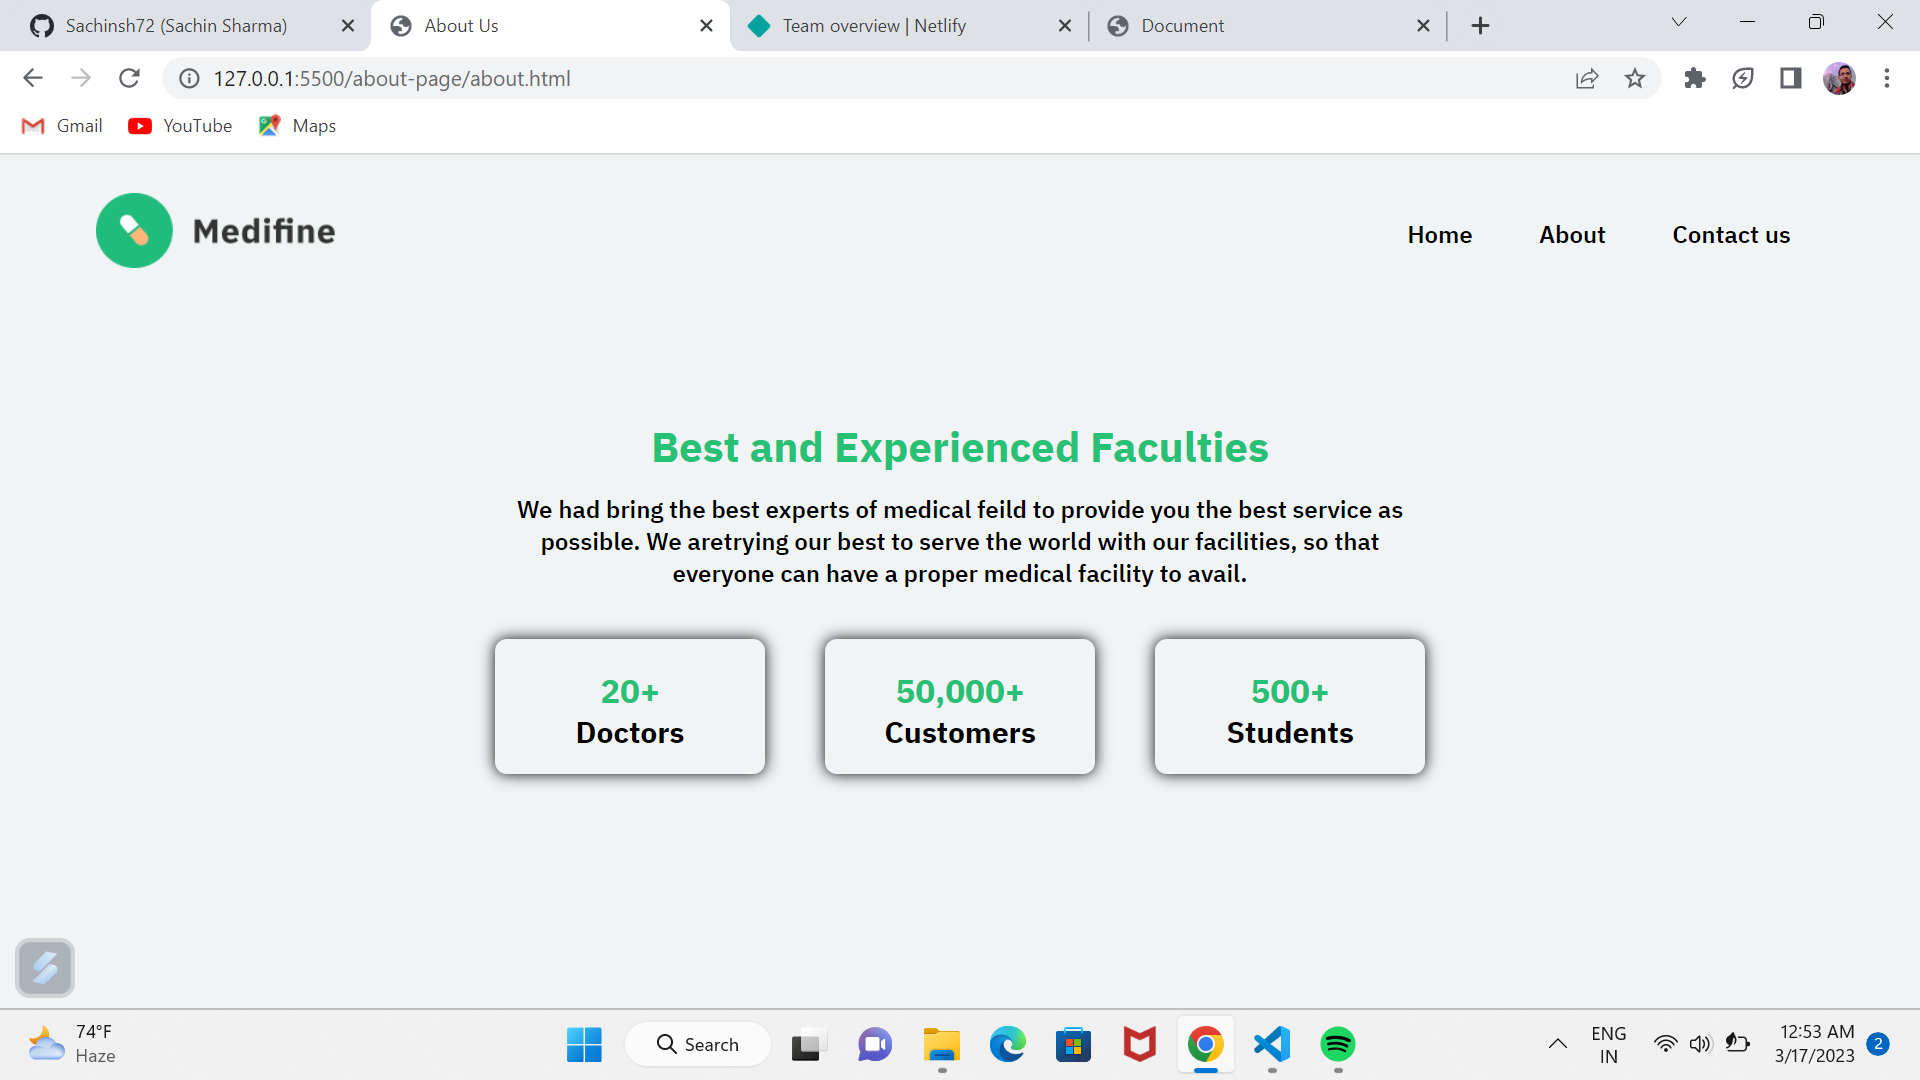 Sachinsh72 (Sachin Sharma)
About Us
Team overview | Netlify
Document
127.0.0.1:5500/about-page/about.html
Gmail
YouTube
Maps
Medifine
Home
About
Contact us
Best and Experienced Faculties
We had bring the best experts of medical feild to provide you the best service as
possible. We aretrying our best to serve the world with our facilities, so that
everyone can have a proper medical facility to avail.
20+
Doctors
50,000+
Customers
500+
Students
74°F
Haze
Search
ENG
IN
12:53 AM
3/17/2023
2